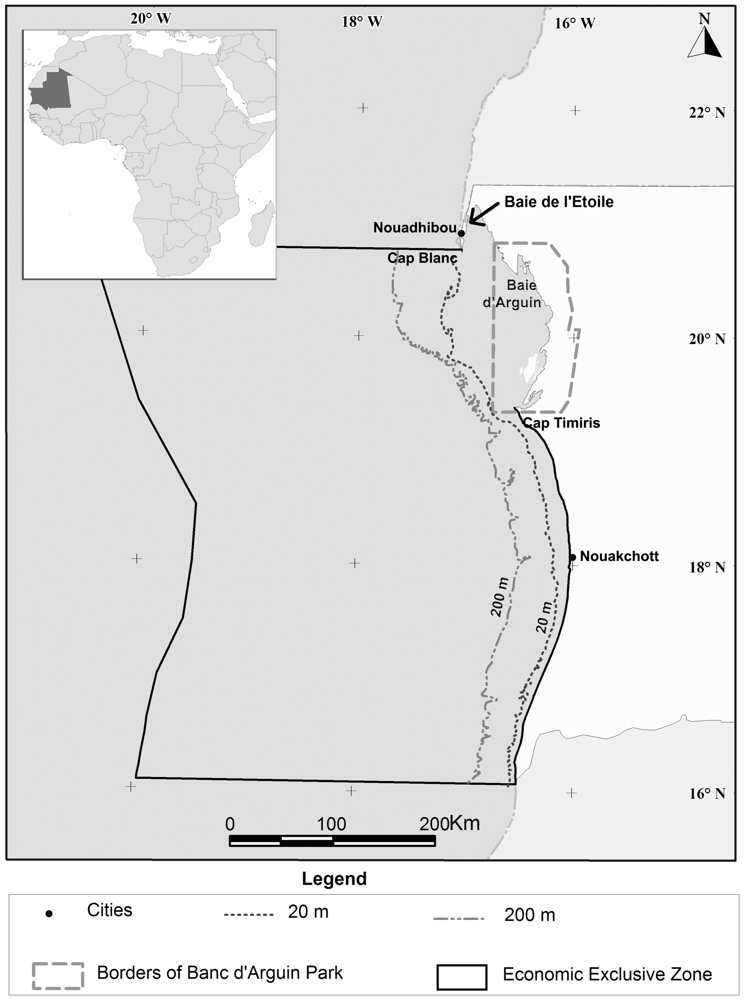 20° W
18° W
16° W
N
22° N
Baie de l'Etoile
Nouadhibou
Cap Blanc
Baie
d'Arguin
20° N
Cap Timiris
Nouakchott
18° N
200 m
20 m
16° N
0 100 200Km
Legend
Cities
20 m
200 m
Borders of Banc d'Arguin Park
Economic Exclusive Zone